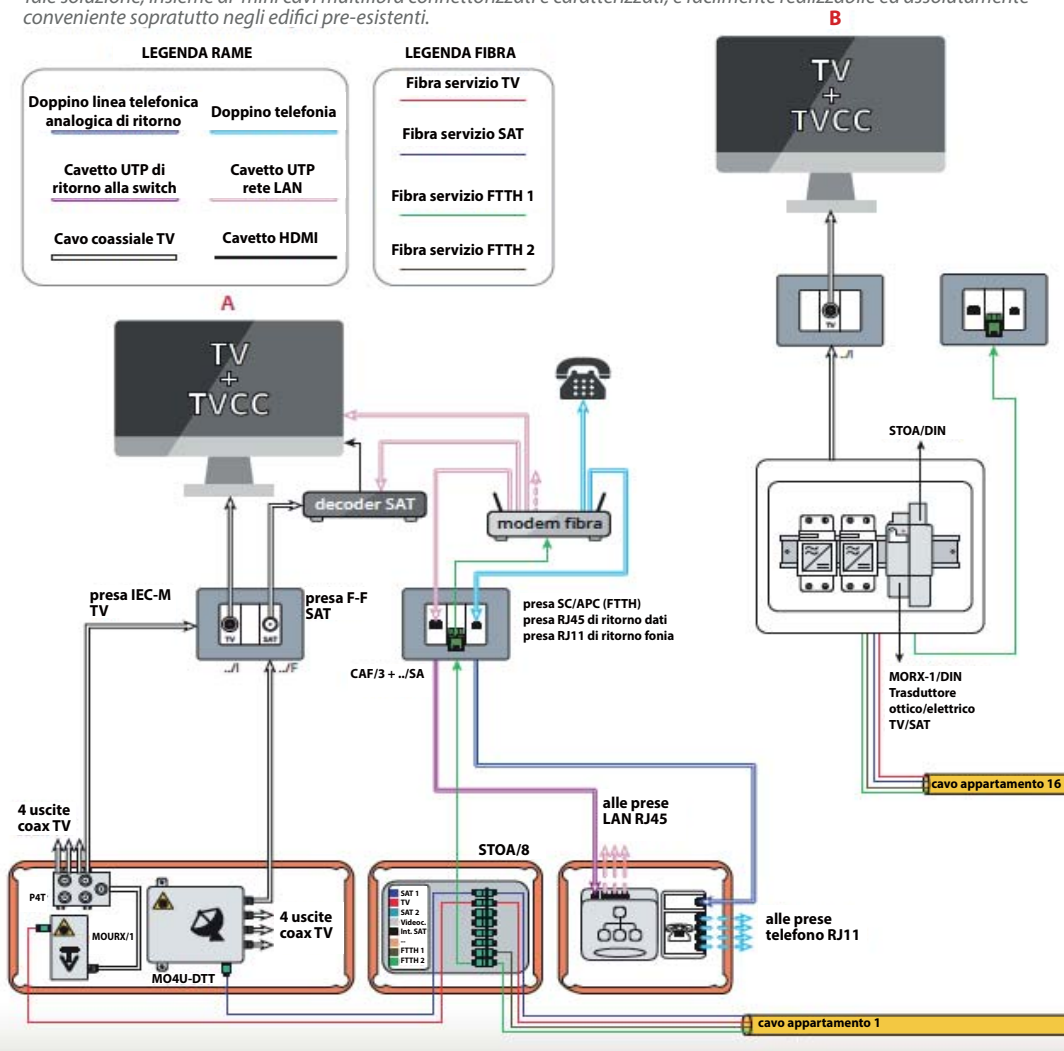 Tale soluzione, insieme ai mini cavi multifibra connettorizzati e caratterizzati, è facilmente realizzabile ed assolutamente
conveniente sopratutto negli edifici pre-esistenti.
LEGENDA RAME
Doppino linea telefonica
analogica di ritorno
Doppino telefonia
Cavetto UTP di
ritorno alla switch
Cavetto UTP
rete LAN
Cavo coassiale TV
Cavetto HDMI
LEGENDA FIBRA
Fibra servizio TV
Fibra servizio SAT
Fibra servizio FTTH 1
Fibra servizio FTTH 2
B
TV
+
TVCC
TV
../I
STOA/DIN
MORX-1/DIN
Trasduttore
ottico/elettrico
TV/SAT
cavo appartamento 16
A
TV
+
TVCC
decoder SAT
modem fibra
presa IEC-M
TV
presa F-F
SAT
TV
SAT
../I
../F
presa SC/APC (FTTH)
presa RJ45 di ritorno dati
presa RJ11 di ritorno fonia
CAF/3 + ../SA
4 uscite
coax TV
P4T
MOURX/1
MO4U-DTT
4 uscite
coax TV
STOA/8
SAT 1
TV
SAT 2
Videoc.
Int. SAT
--
FTTH 1
FTTH 2
alle prese
LAN RJ45
alle prese
telefono RJ11
cavo appartamento 1